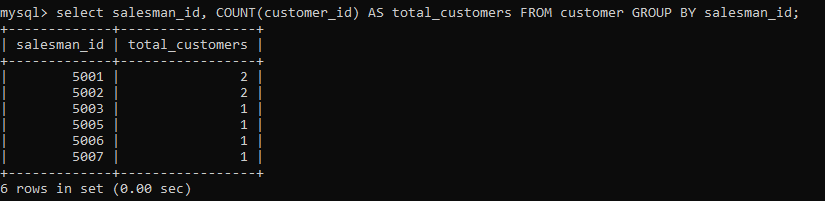 mysql> select salesman_id, COUNT(customer_id) AS total_customers FROM customer GROUP BY salesman_id;
+-------------+-----------------+
| salesman_id | total_customers |
+-------------+-----------------+
|        5001 |               2 |
|        5002 |               2 |
|        5003 |               1 |
|        5005 |               1 |
|        5006 |               1 |
|        5007 |               1 |
+-------------+-----------------+
6 rows in set (0.00 sec)